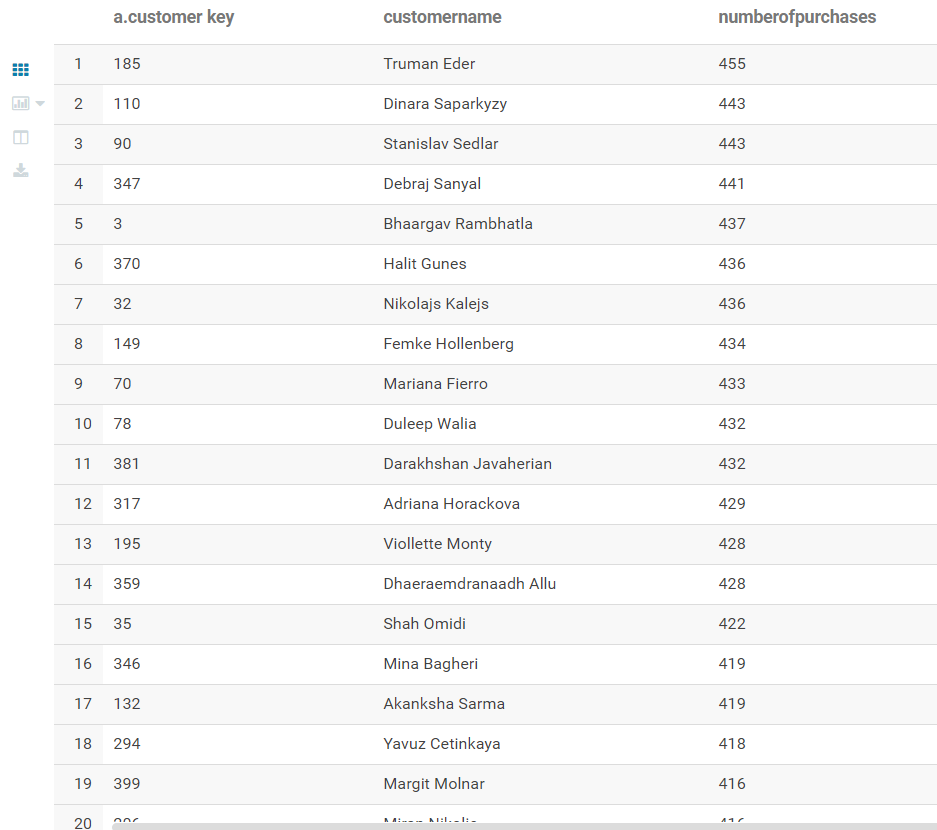 a.customer key customername numberofpurchases
1 185 Truman Eder 455
2 110 Dinara Saparkyzy 443
3 90 Stanislav Sedlar 443
4 347 Debraj Sanyal 441
5 3 Bhaargav Rambhatla 437
6 370 Halit Gunes 436
7 32 Nikolajs Kalejs 436
8 149 Femke Hollenberg 434
9 70 Mariana Fierro 433
10 78 Duleep Walia 432
11 381 Darakhshan Javaherian 432
12 317 Adriana Horackova 429
13 195 Viollette Monty 428
14 359 Dhaeraemdranaadh Allu 428
15 35 Shah Omidi 422
16 346 Mina Bagheri 419
17 132 Akanksha Sarma 419
18 294 Yavuz Cetinkaya 418
19 399 Margit Molnar 416
20